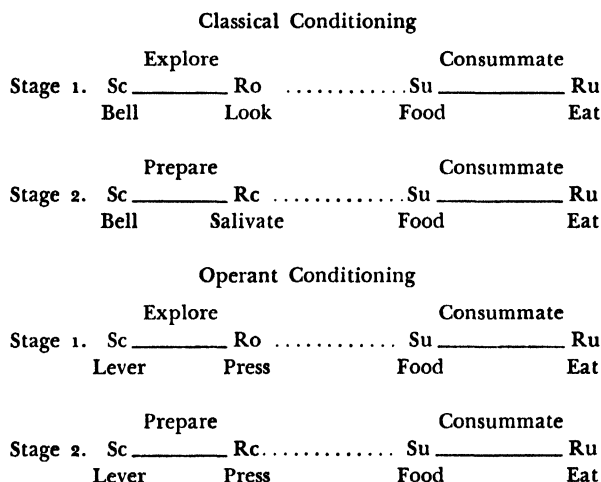 Classical Conditioning
Explore Consummate
Stage 1. Sc Ro ............ Su Ru
Bell Look Food Eat
Prepare Consummate
Stage 2. Sc Rc ............. Su Ru
Bell Salivate Food Eat
Operant Conditioning
Explore Consummate
Stage 1. Sc Ro ............ Su Ru
Lever Press Food Eat
Prepare Consummate
Stage 2. Sc Rc ............. Su Ru
Lever Press Food Eat